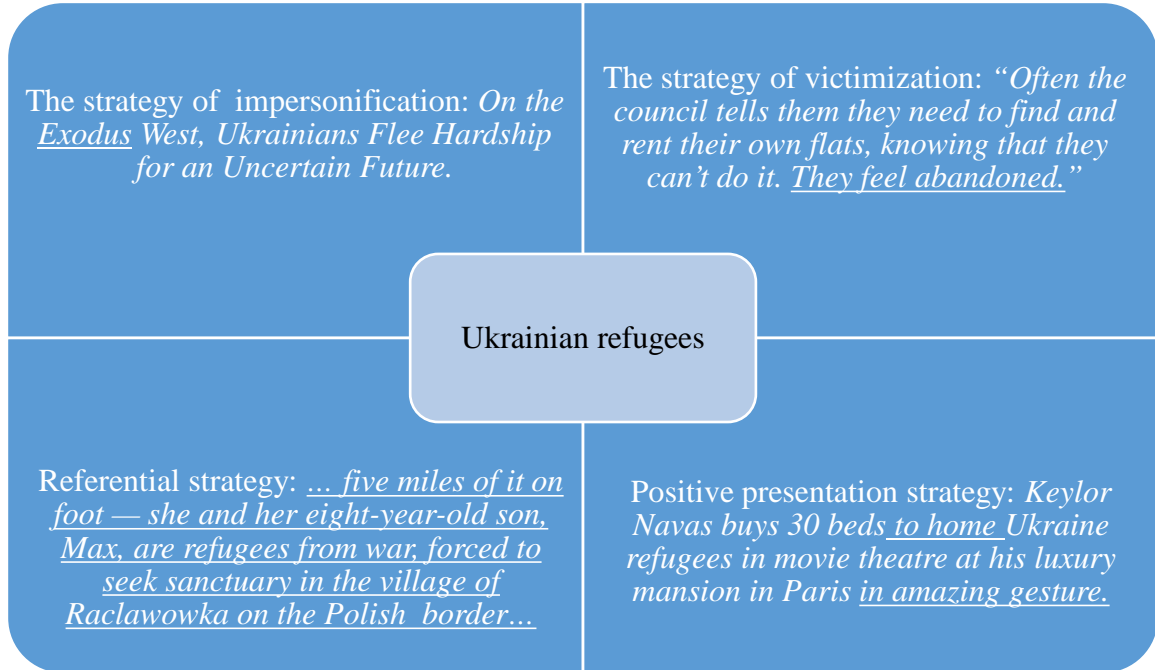 The strategy of  impersonification: On the
Exodus West, Ukrainians Flee Hardship
for an Uncertain Future.
The strategy of victimization: “Often the
council tells them they need to find and
rent their own flats, knowing that they
can’t do it. They feel abandoned.”
Ukrainian refugees
Referential strategy: … five miles of it on
foot — she and her eight-year-old son,
Max, are refugees from war, forced to
seek sanctuary in the village of
Raclawowka on the Polish  border…
Positive presentation strategy: Keylor
Navas buys 30 beds to home Ukraine
refugees in movie theatre at his luxury
mansion in Paris in amazing gesture.